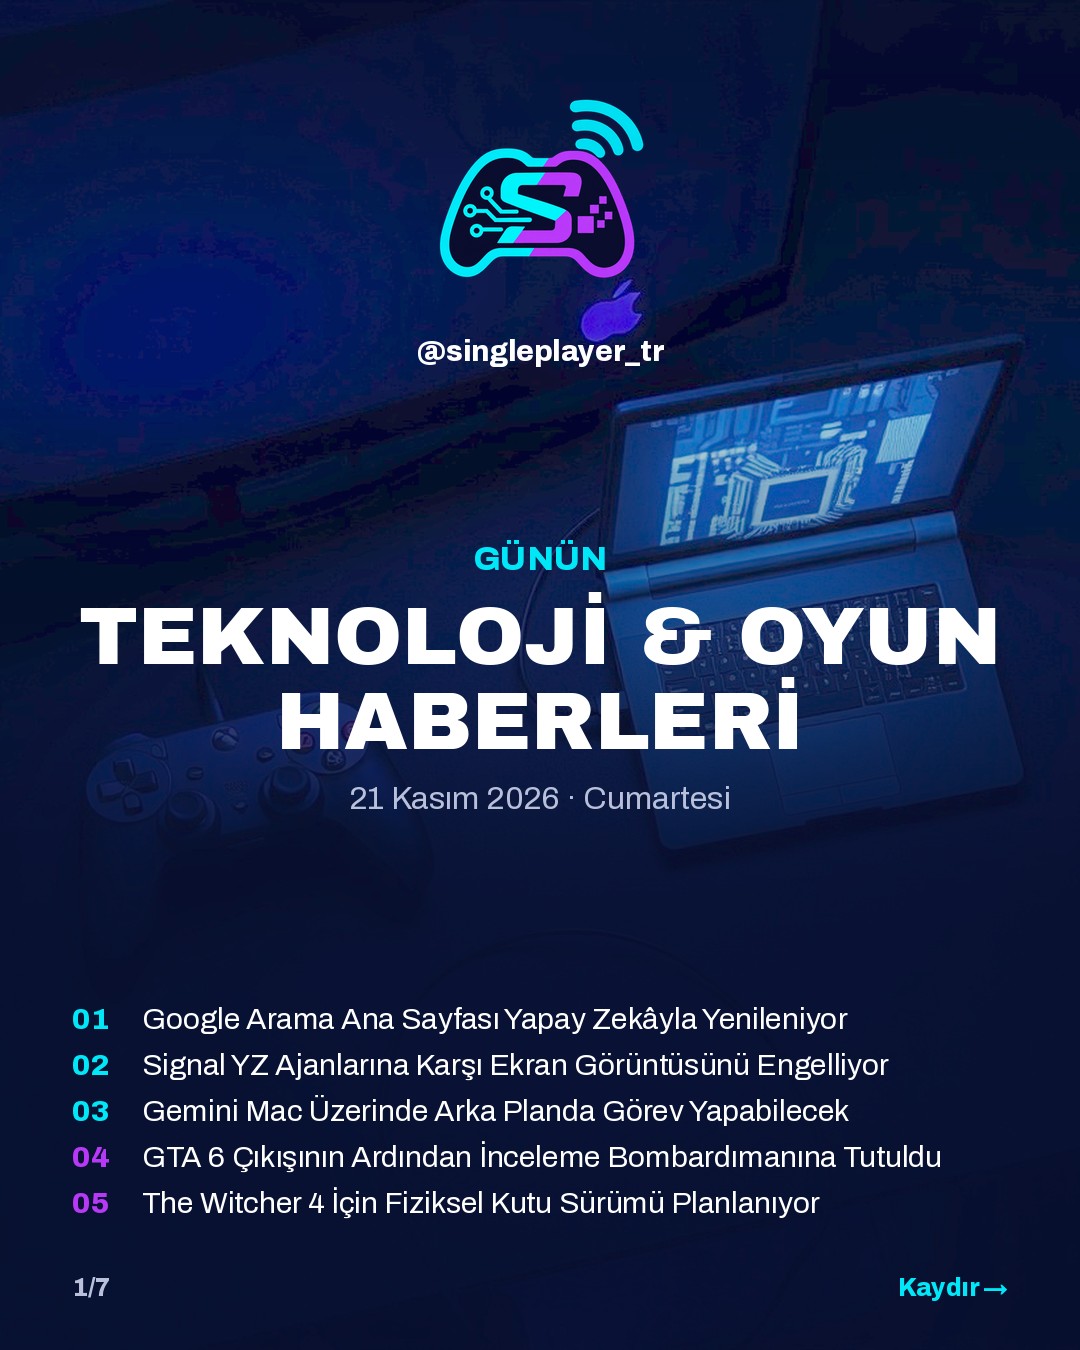 @singleplayer_tr
GÜNÜN
TEKNOLOJİ & OYUN
HABERLERİ
21 Kasım 2026 · Cumartesi
01 Google Arama Ana Sayfası Yapay Zekâyla Yenileniyor
02 Signal YZ Ajanlarına Karşı Ekran Görüntüsünü Engelliyor
03 Gemini Mac Üzerinde Arka Planda Görev Yapabilecek
04 GTA 6 Çıkışının Ardından İnceleme Bombardımanına Tutuldu
05 The Witcher 4 İçin Fiziksel Kutu Sürümü Planlanıyor
1/7
Kaydır→